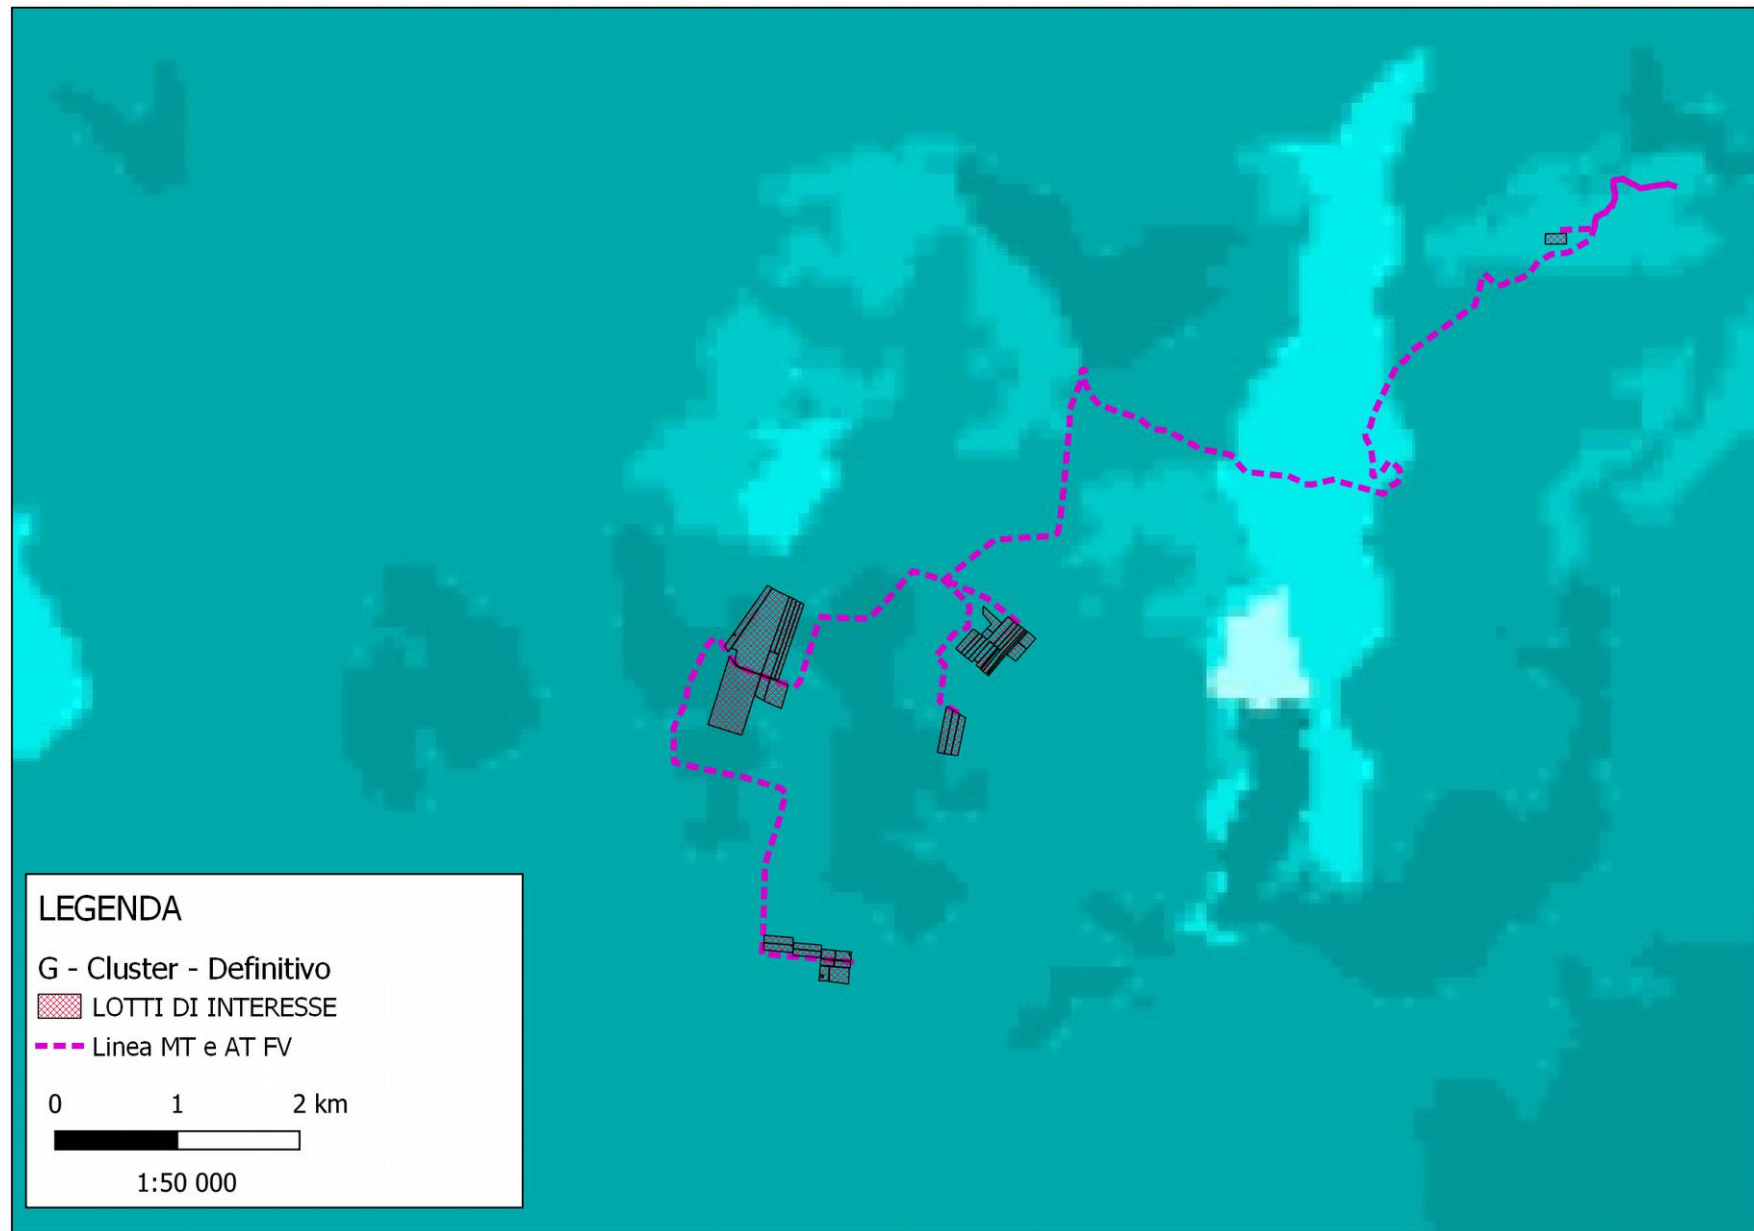 LEGENDA
G - Cluster - Definitivo
LOTTI DI INTERESSE
Linea MT e AT FV
0 1 2 km
1:50 000